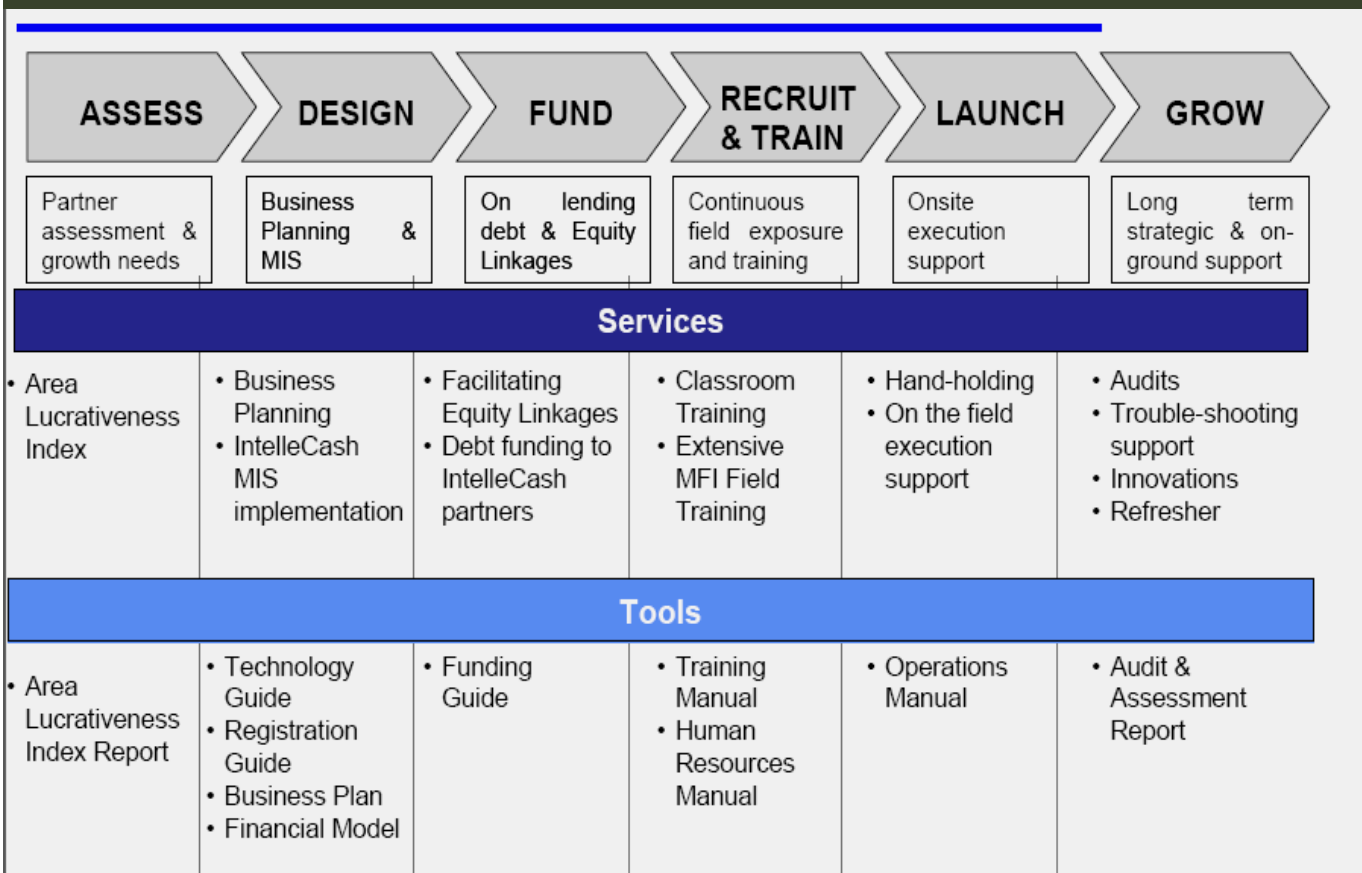 ASSESS
DESIGN
FUND
RECRUIT
& TRAIN
LAUNCH
GROW
Partner
assessment &
growth needs
Business
Planning &
MIS
On lending
debt & Equity
Linkages
Continuous
field exposure
and training
Onsite
execution
support
Long term
strategic & on-
ground support
Services
• Area
Lucrativeness
Index
• Business
Planning
• IntelleCash
MIS
implementation
• Facilitating
Equity Linkages
• Debt funding to
IntelleCash
partners
• Classroom
Training
• Extensive
MFI Field
Training
• Hand-holding
• On the field
execution
support
• Audits
• Trouble-shooting
support
• Innovations
• Refresher
Tools
• Area
Lucrativeness
Index Report
• Technology
Guide
• Registration
Guide
• Business Plan
• Financial Model
• Funding
Guide
• Training
Manual
• Human
Resources
Manual
• Operations
Manual
• Audit &
Assessment
Report